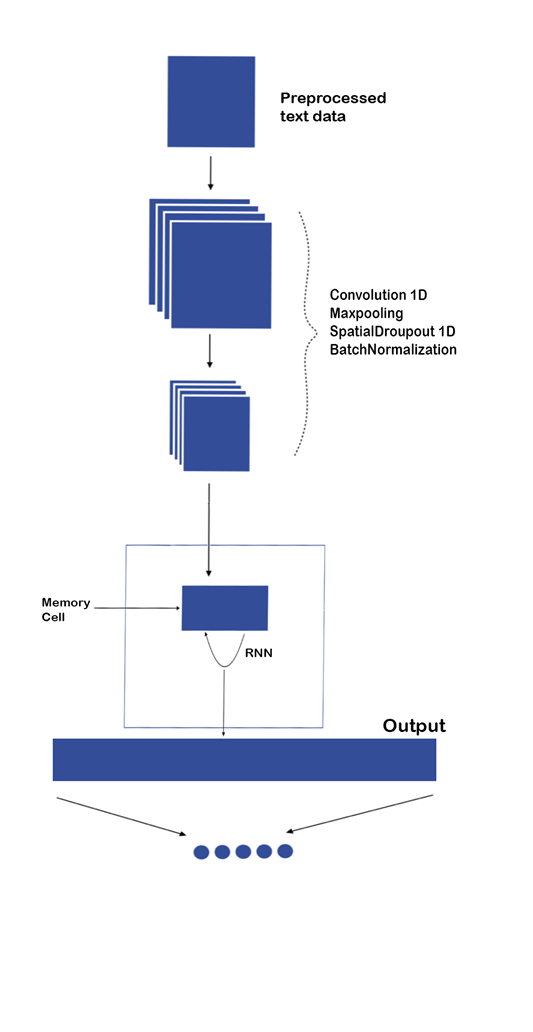 Preprocessed
text data
Convolution 1D
Maxpooling
SpatialDroupout 1D
BatchNormalization
Memory
Cell
RNN
Output